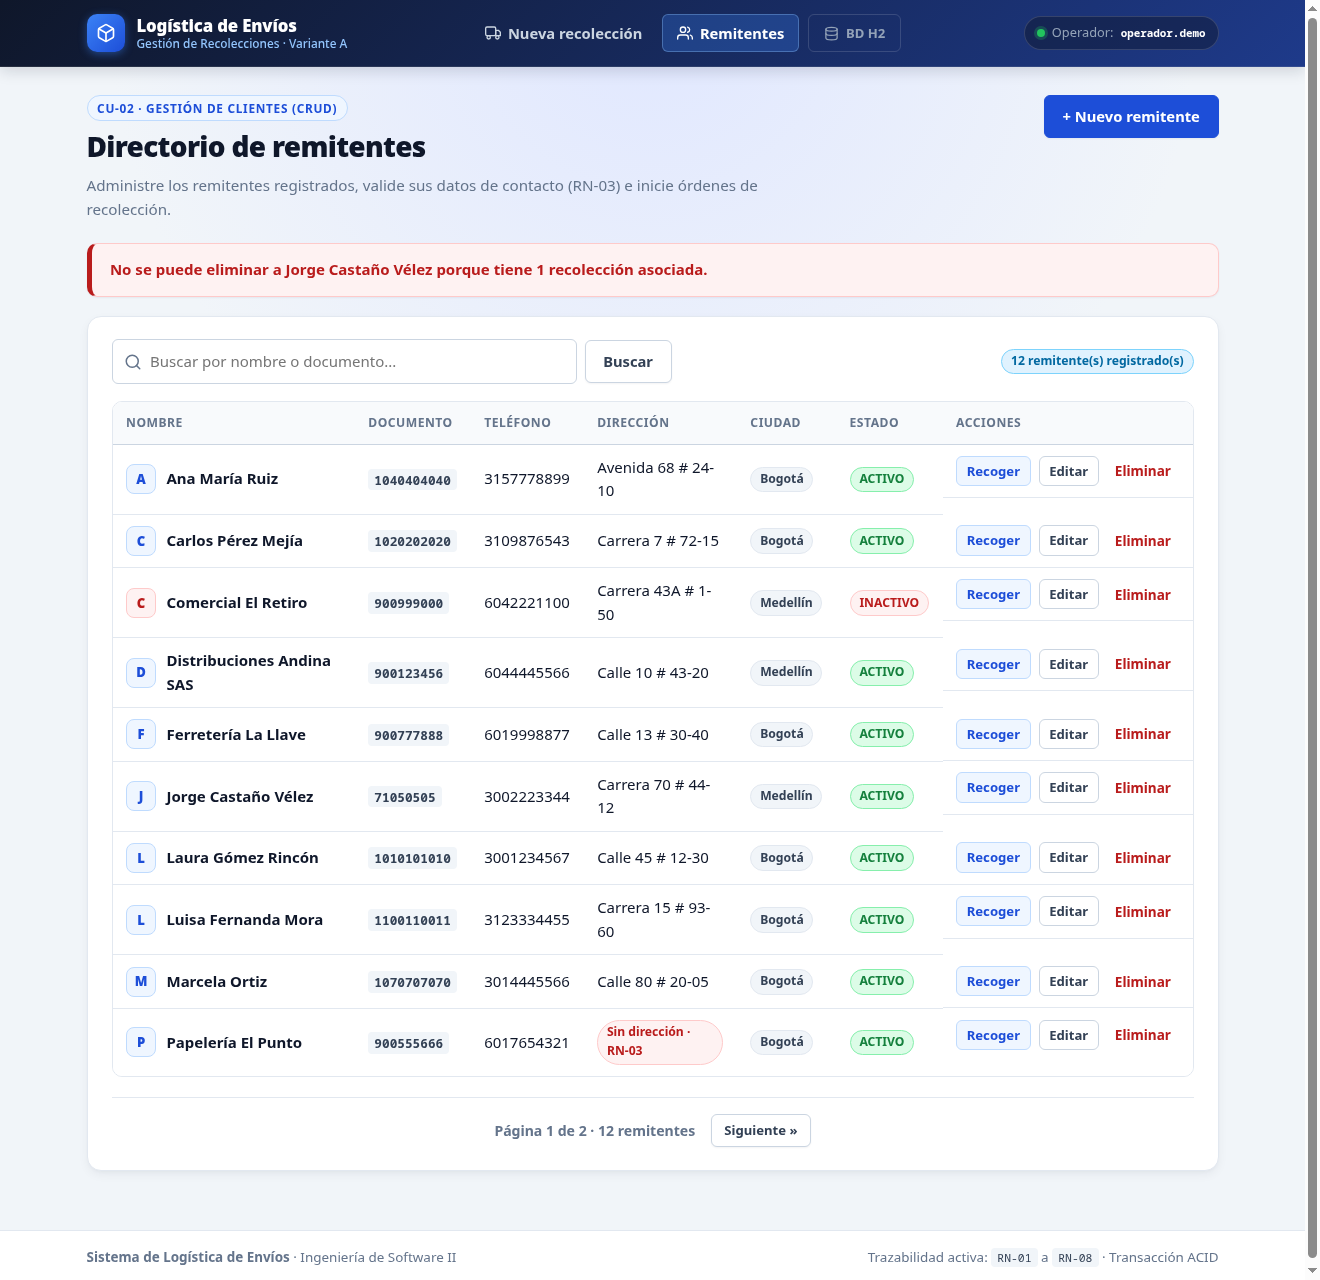 Logística de Envíos
Gestión de Recolecciones · Variante A
Nueva recolección
Remitentes
BD H2
Operador: operador.demo
CU-02 · GESTIÓN DE CLIENTES (CRUD)
+ Nuevo remitente
Directorio de remitentes
Administre los remitentes registrados, valide sus datos de contacto (RN-03) e inicie órdenes de
recolección.
No se puede eliminar a Jorge Castaño Vélez porque tiene 1 recolección asociada.
Buscar por nombre o documento...
Buscar
12 remitente(s) registrado(s)
NOMBRE DOCUMENTO TELÉFONO DIRECCIÓN CIUDAD ESTADO ACCIONES
A Ana María Ruiz 1040404040 3157778899 Avenida 68 # 24-
10 Bogotá ACTIVO Recoger Editar Eliminar
C Carlos Pérez Mejía 1020202020 3109876543 Carrera 7 # 72-15 Bogotá ACTIVO Recoger Editar Eliminar
C Comercial El Retiro 900999000 6042221100 Carrera 43A # 1-
50 Medellín INACTIVO Recoger Editar Eliminar
D Distribuciones Andina
SAS 900123456 6044445566 Calle 10 # 43-20 Medellín ACTIVO Recoger Editar Eliminar
F Ferretería La Llave 900777888 6019998877 Calle 13 # 30-40 Bogotá ACTIVO Recoger Editar Eliminar
J Jorge Castaño Vélez 71050505 3002223344 Carrera 70 # 44-
12 Medellín ACTIVO Recoger Editar Eliminar
L Laura Gómez Rincón 1010101010 3001234567 Calle 45 # 12-30 Bogotá ACTIVO Recoger Editar Eliminar
L Luisa Fernanda Mora 1100110011 3123334455 Carrera 15 # 93-
60 Bogotá ACTIVO Recoger Editar Eliminar
M Marcela Ortiz 1070707070 3014445566 Calle 80 # 20-05 Bogotá ACTIVO Recoger Editar Eliminar
P Papelería El Punto 900555666 6017654321 Sin dirección ·
RN-03 Bogotá ACTIVO Recoger Editar Eliminar
Página 1 de 2 · 12 remitentes
Siguiente »
Sistema de Logística de Envíos · Ingeniería de Software II
Trazabilidad activa: RN-01 a RN-08 · Transacción ACID